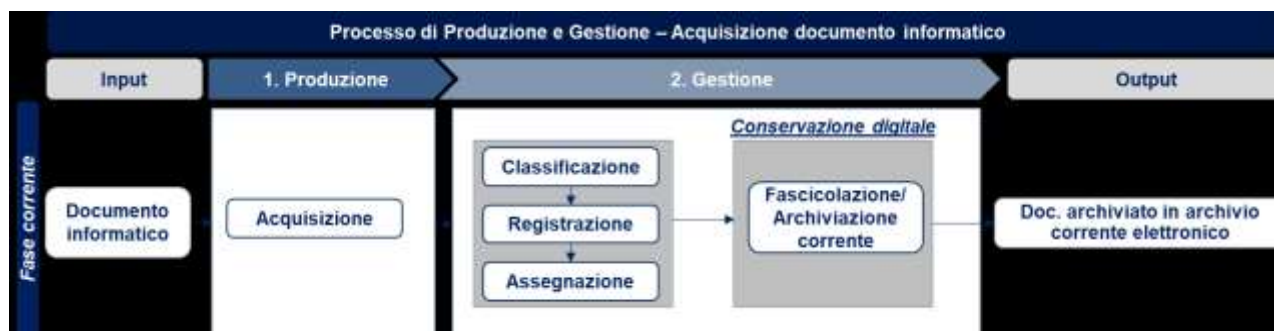 Processo di Produzione e Gestione – Acquisizione documento informatico
Input
1. Produzione
2. Gestione
Output
Fase corrente
Documento
informatico
Acquisizione
Classificazione
Registrazione
Assegnazione
Conservazione digitale
Fascicolazione/
Archiviazione
corrente
Doc. archiviato in archivio
corrente elettronico